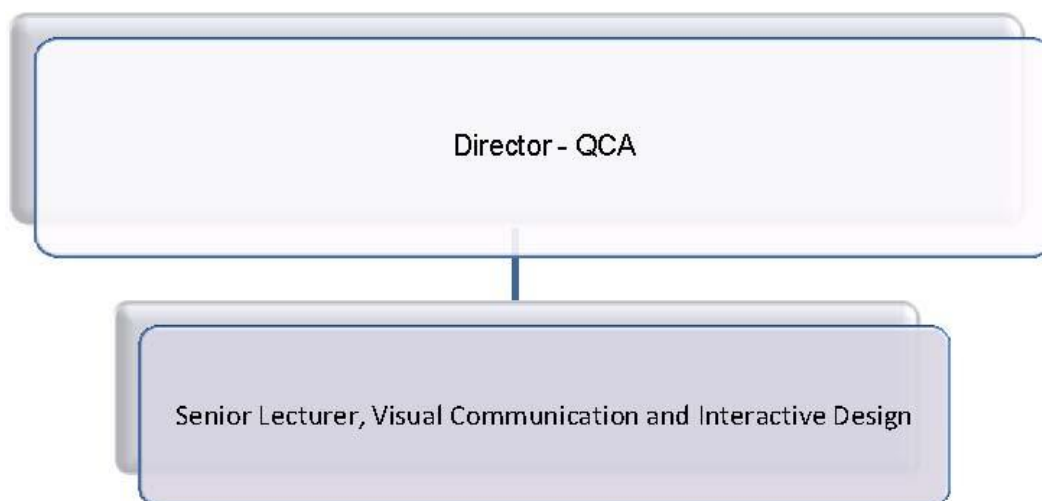 Director - QCA
Senior Lecturer, Visual Communication and Interactive Design